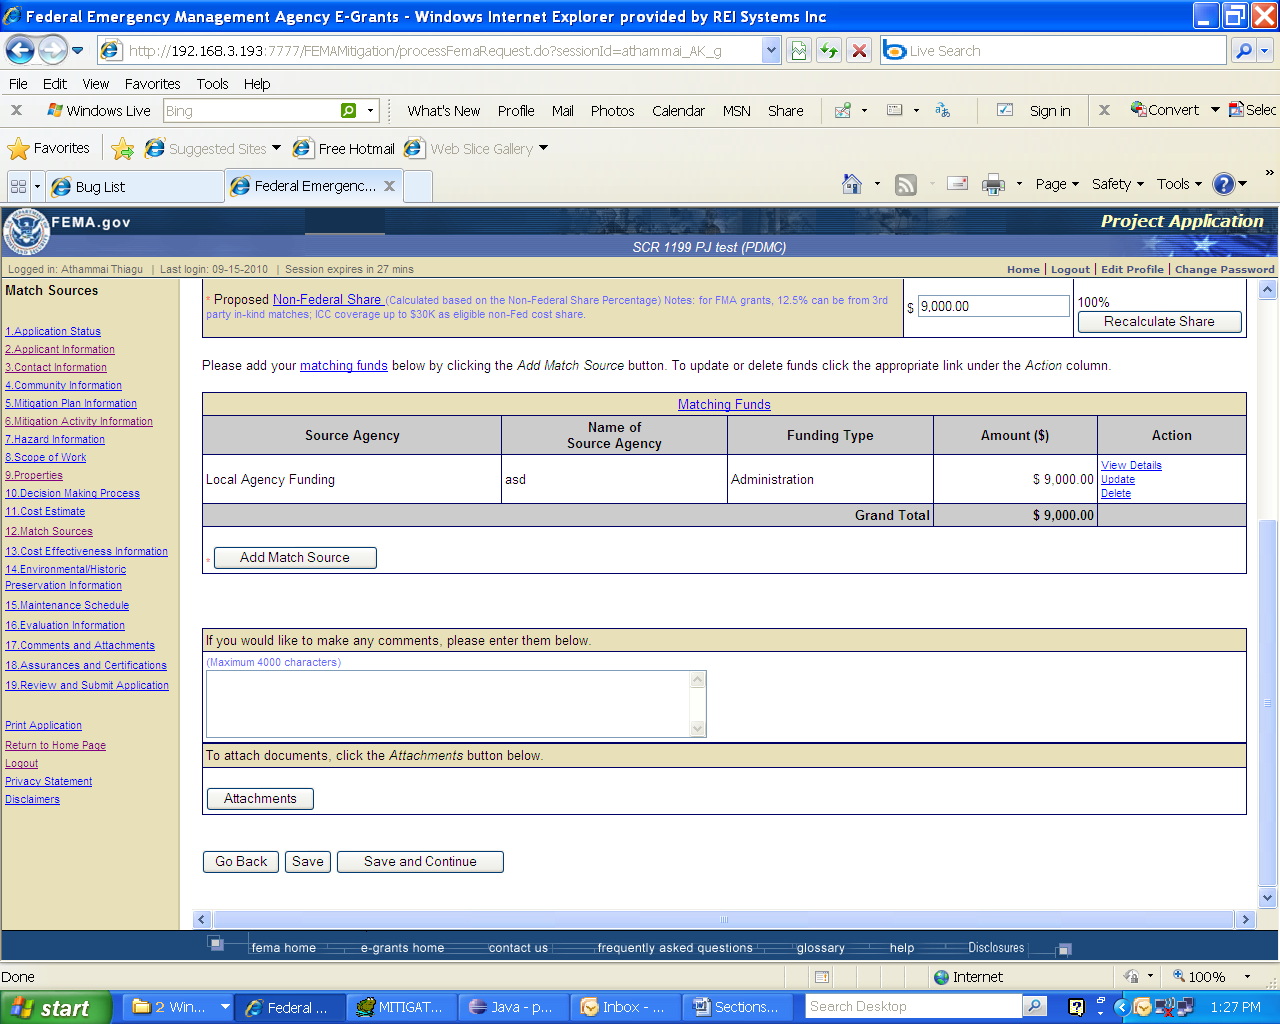 Federal Emergency Management Agency E-Grants - Windows Internet Explorer provided by REI Systems Inc
http://192.168.3.193:7777/FEMAMitigation/processFemaRequest.do?sessionId=athammai_AK_g
Live Search
File Edit View Favorites Tools Help
Windows Live Bing What's New Profile Mail Photos Calendar MSN Share Sign in Convert Selec
Favorites Suggested Sites Free Hotmail Web Slice Gallery
Bug List Federal Emergenc... Page Safety Tools
FEMA.gov
Project Application
SCR 1199 PJ test (PDMC)
Logged in: Athammai Thiagu | Last login: 09-15-2010 | Session expires in 27 mins
Home | Logout | Edit Profile | Change Password
Match Sources
1.Application Status
2.Applicant Information
3.Contact Information
4.Community Information
5.Mitigation Plan Information
6.Mitigation Activity Information
7.Hazard Information
8.Scope of Work
9.Properties
10.Decision Making Process
11.Cost Estimate
12.Match Sources
13.Cost Effectiveness Information
14.Environmental/Historic
Preservation Information
15.Maintenance Schedule
16.Evaluation Information
17.Comments and Attachments
18.Assurances and Certifications
19.Review and Submit Application
Print Application
Return to Home Page
Logout
Privacy Statement
Disclaimers
* Proposed Non-Federal Share (Calculated based on the Non-Federal Share Percentage) Notes: for FMA grants, 12.5% can be from 3rd
party in-kind matches; ICC coverage up to $30K as eligible non-Fed cost share.
$ 9,000.00
100%
Recalculate Share
Please add your matching funds below by clicking the Add Match Source button. To update or delete funds click the appropriate link under the Action column.
Matching Funds
Source Agency Name of Source Agency Funding Type Amount ($) Action
Local Agency Funding asd Administration $ 9,000.00 View Details
Update
Delete
Grand Total $ 9,000.00
* Add Match Source
If you would like to make any comments, please enter them below.
(Maximum 4000 characters)
To attach documents, click the Attachments button below.
Attachments
Go Back Save Save and Continue
fema home e-grants home contact us frequently asked questions glossary help Disclosures
Done Internet 100%
start 2 Win... Federal ... MITIGAT... Java - p... Inbox - ... Sections... Search Desktop 1:27 PM